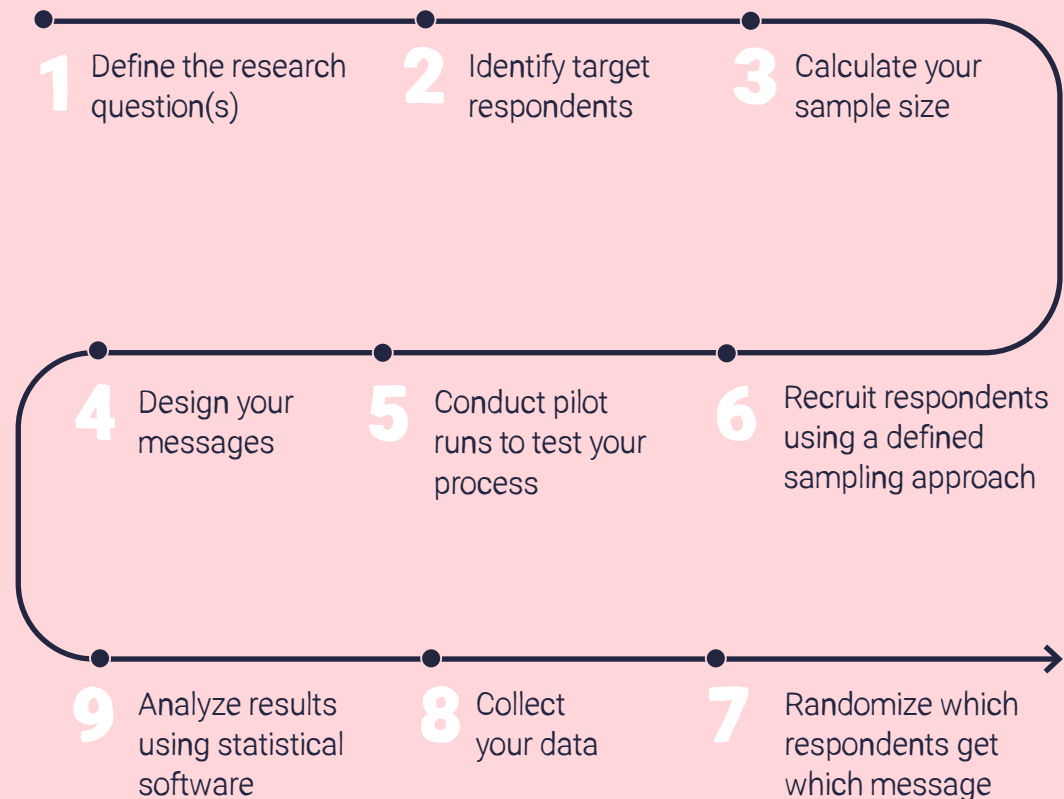 1 Define the research
question(s)
2 Identify target
respondents
3 Calculate your
sample size
4 Design your
messages
5 Conduct pilot
runs to test your
process
6 Recruit respondents
using a defined
sampling approach
9 Analyze results
using statistical
software
8 Collect
your data
7 Randomize which
respondents get
which message